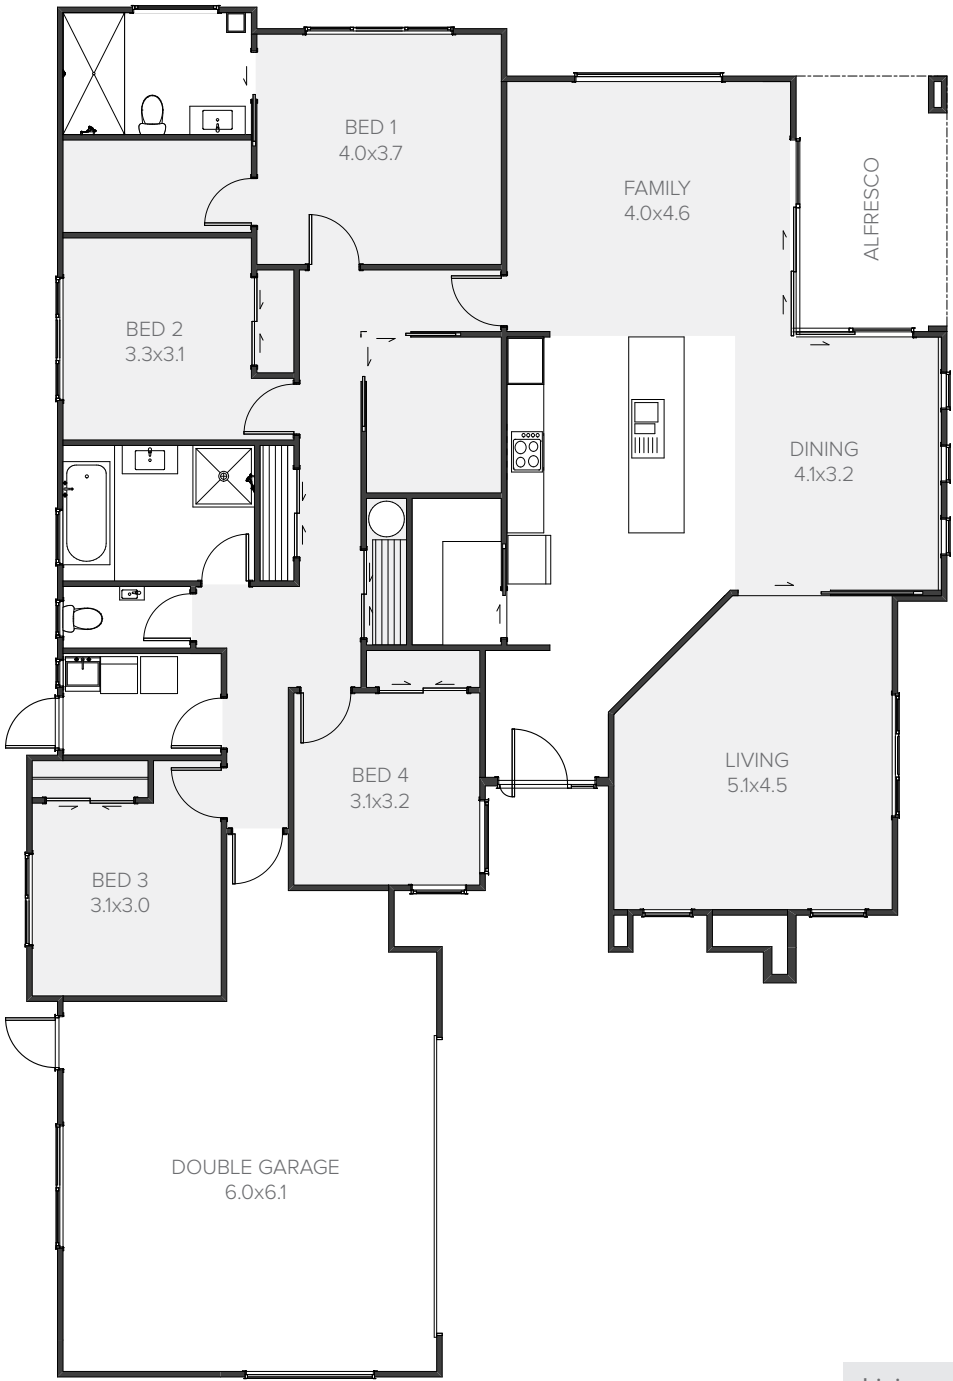 BED 1
4.0x3.7
FAMILY
4.0x4.6
ALFRESCO
BED 2
3.3x3.1
DINING
4.1x3.2
LIVING
5.1x4.5
BED 4
3.1x3.2
BED 3
3.1x3.0
DOUBLE GARAGE
6.0x6.1